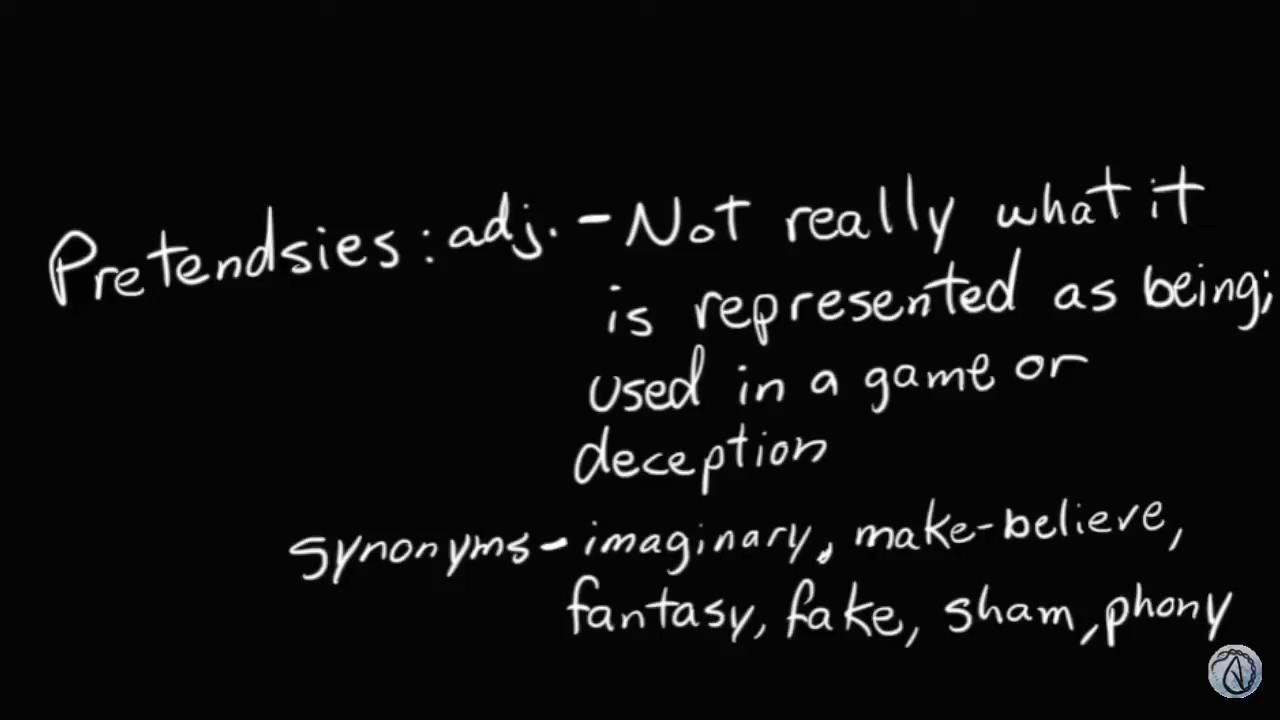 Pretendsies: adj. - Not really what it
is represented as being;
used in a game or
deception
synonyms - imaginary, make-believe,
fantasy, fake, sham, phony